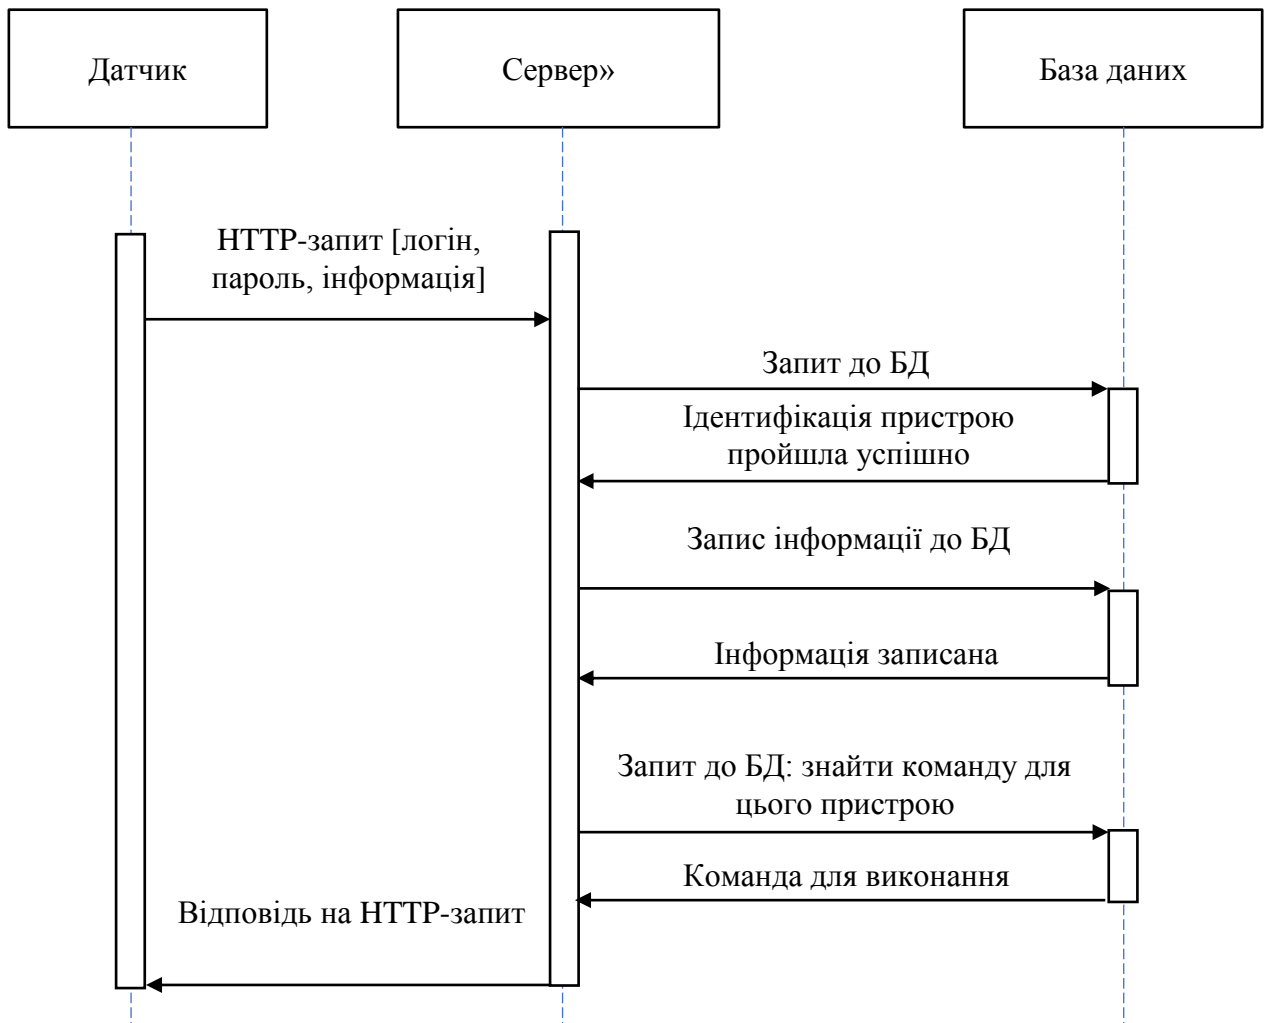 Датчик
Сервер»
База даних
HTTP-запит [логін,
пароль, інформація]
Запит до БД
Ідентифікація пристрою
пройшла успішно
Запис інформації до БД
Інформація записана
Запит до БД: знайти команду для
цього пристрою
Команда для виконання
Відповідь на HTTP-запит